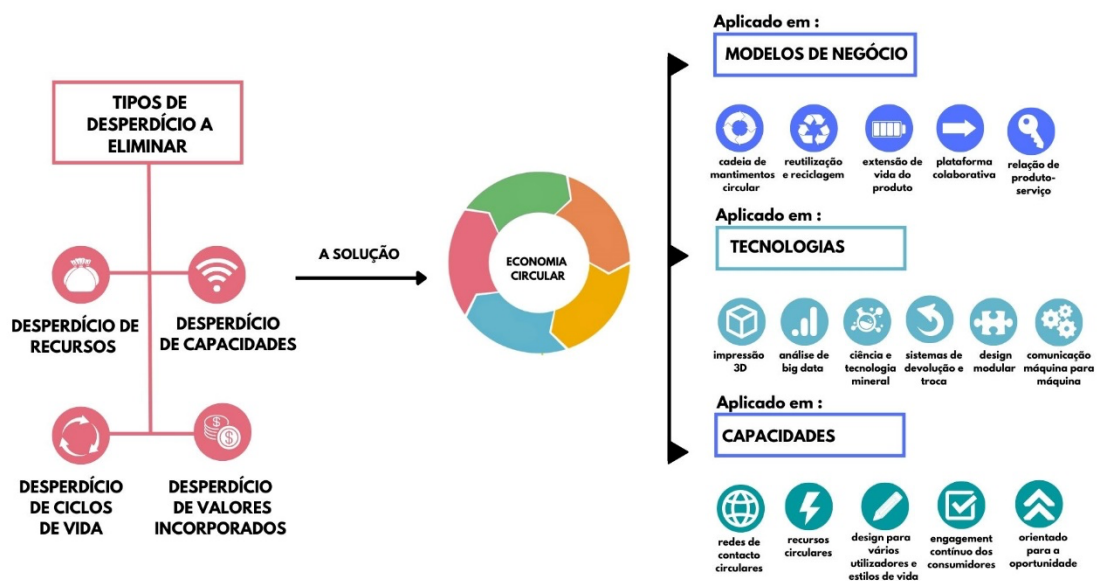 TIPOS DE
DESPERDÍCIO A
ELIMINAR
DESPERDÍCIO DE
RECURSOS
DESPERDÍCIO
DE CAPACIDADES
DESPERDÍCIO
DE CICLOS
DE VIDA
DESPERDÍCIO
DE VALORES
INCORPORADOS
A SOLUÇÃO
ECONOMIA
CIRCULAR
Aplicado em :
MODELOS DE NEGÓCIO
cadeia de
mantimentos
circular
reutilização
e reciclagem
extensão de
vida do
produto
plataforma
colaborativa
relação de
produto-
serviço
Aplicado em :
TECNOLOGIAS
impressão
3D
análise de
big data
ciência e
tecnologia
mineral
sistemas de
devolução e
troca
design
modular
comunicação
máquina para
máquina
Aplicado em :
CAPACIDADES
redes de
contacto
circulares
recursos
circulares
design para
vários
utilizadores e
estilos de vida
engagement
contínuo dos
consumidores
orientado
para a
oportunidade